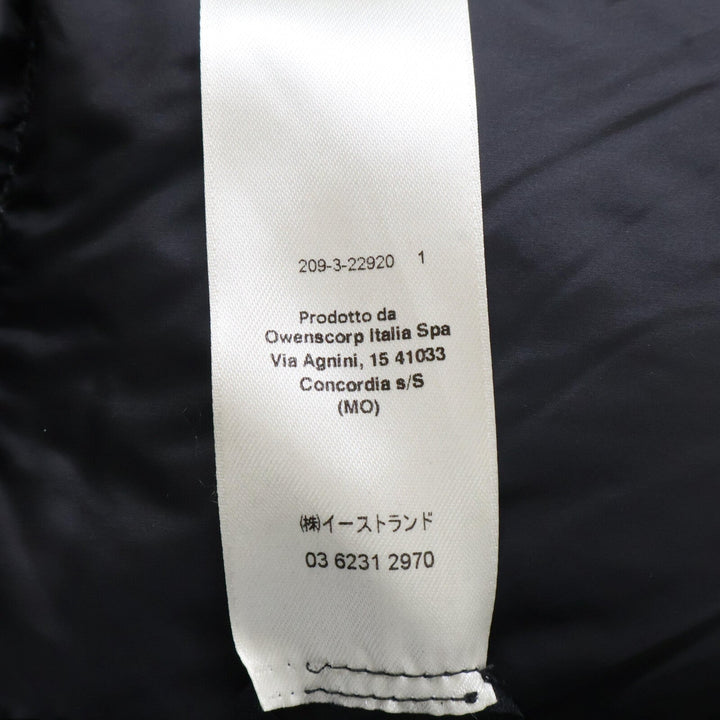 209-3-22920 1
Prodotto da
Owenscorp Italia Spa
Via Agnini, 15 41033
Concordia s/S
(MO)
㈱イーストランド
03 6231 2970